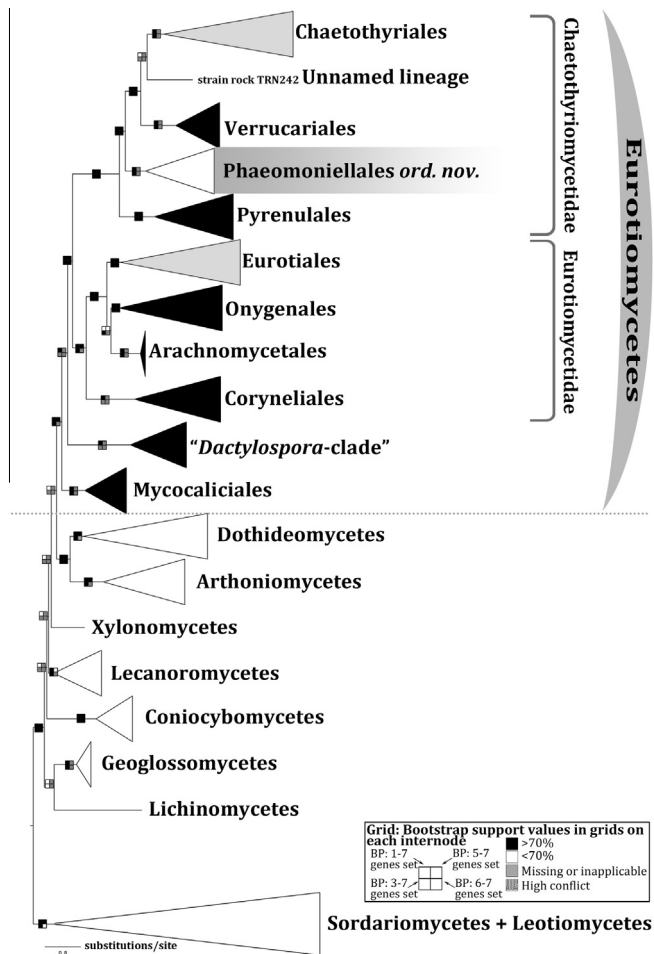 Chaetothyriales
strain rock TRN242 Unnamed lineage
Verrucariales
Phaeomoniellales ord. nov.
Pyrenulales
Chaetothyriomycetidae
Eurotiales
Onygenales
Arachnomycetales
Coryneliales
Eurotiomycetidae
"Dactylospora-clade"
Mycocaliciales
Eurotiomycetes
Dothideomycetes
Arthoniomycetes
Xylonomycetes
Lecanoromycetes
Coniocybomycetes
Geoglossomycetes
Lichinomycetes
Sordariomycetes + Leotiomycetes
substitutions/site
Grid: Bootstrap support values in grids on
each internode
BP: 1-7
genes set
BP: 5-7
genes set
BP: 3-7
genes set
BP: 6-7
genes set
>70%
<70%
Missing or inapplicable
High conflict